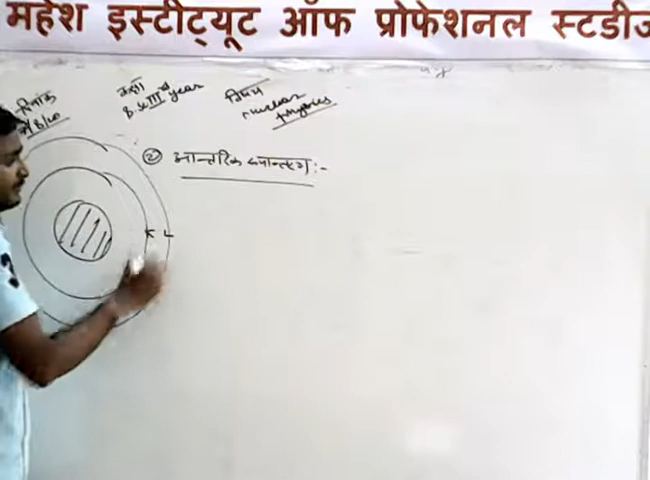 महेश इस्टीट्यूट ऑफ प्रोफेशनल स्टडीज
दिनांक
कक्षा
B.Sc III year
विषय
Nuclear
Physics
② आन्तरिक रूपान्तरण :-
K L